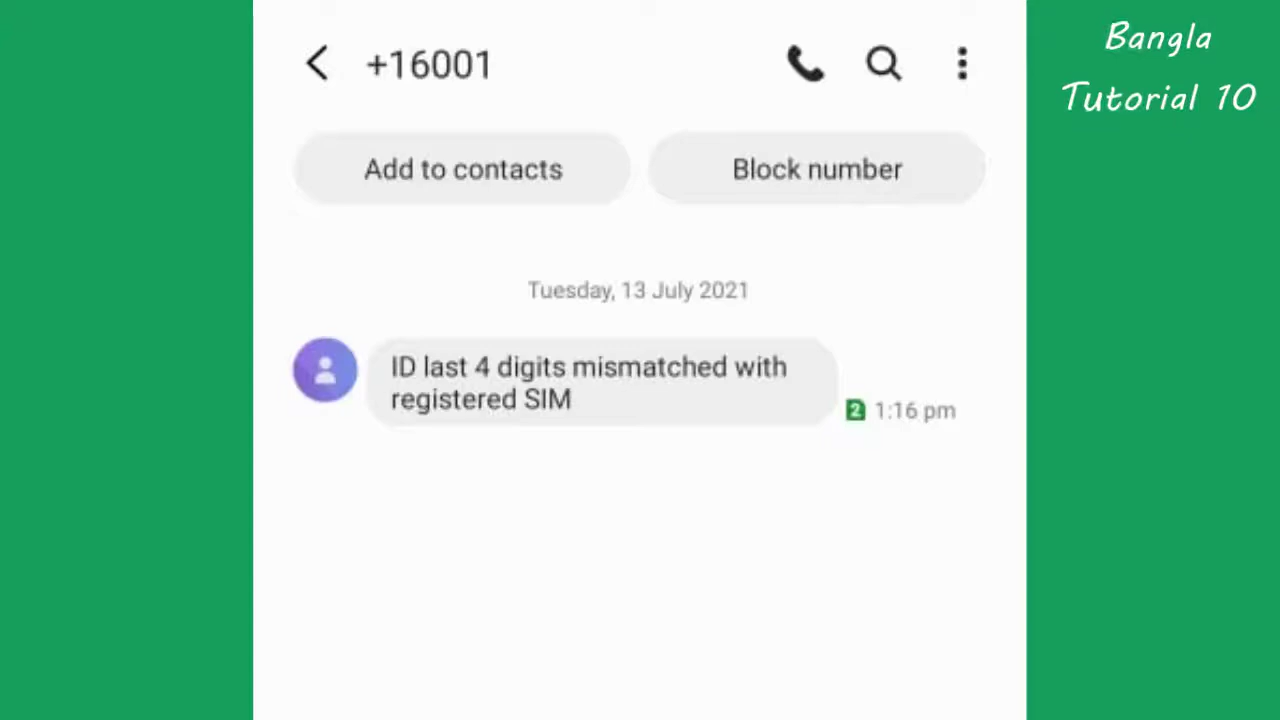 +16001
Bangla
Tutorial 10
Add to contacts
Block number
Tuesday, 13 July 2021
ID last 4 digits mismatched with
registered SIM
2 1:16 pm